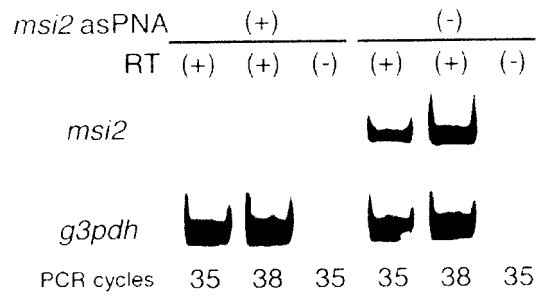 msi2 asPNA (+) (-)
RT (+) (+) (-) (+) (+) (-)
msi2
g3pdh
PCR cycles 35 38 35 35 38 35